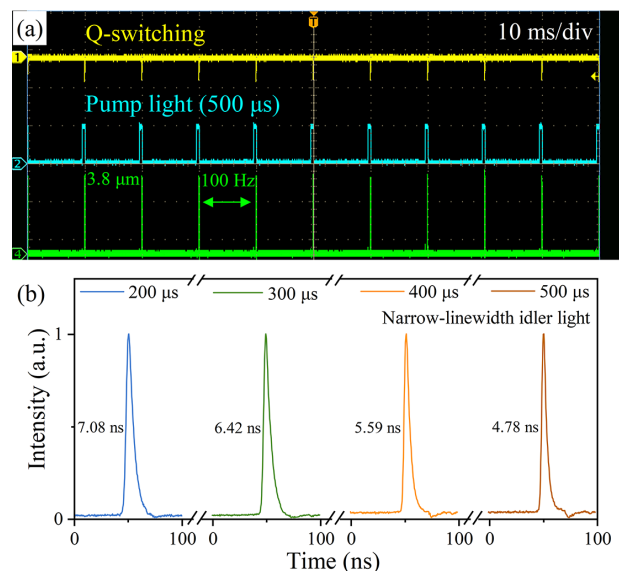 (a)
Q-switching
10 ms/div
T
1
Pump light (500 μs)
2
3.8 μm
100 Hz
4
(b)
200 μs
300 μs
400 μs
500 μs
Narrow-linewidth idler light
Intensity (a.u.)
1
7.08 ns
6.42 ns
5.59 ns
4.78 ns
0
0 100 0 100 0 100 0 100
Time (ns)